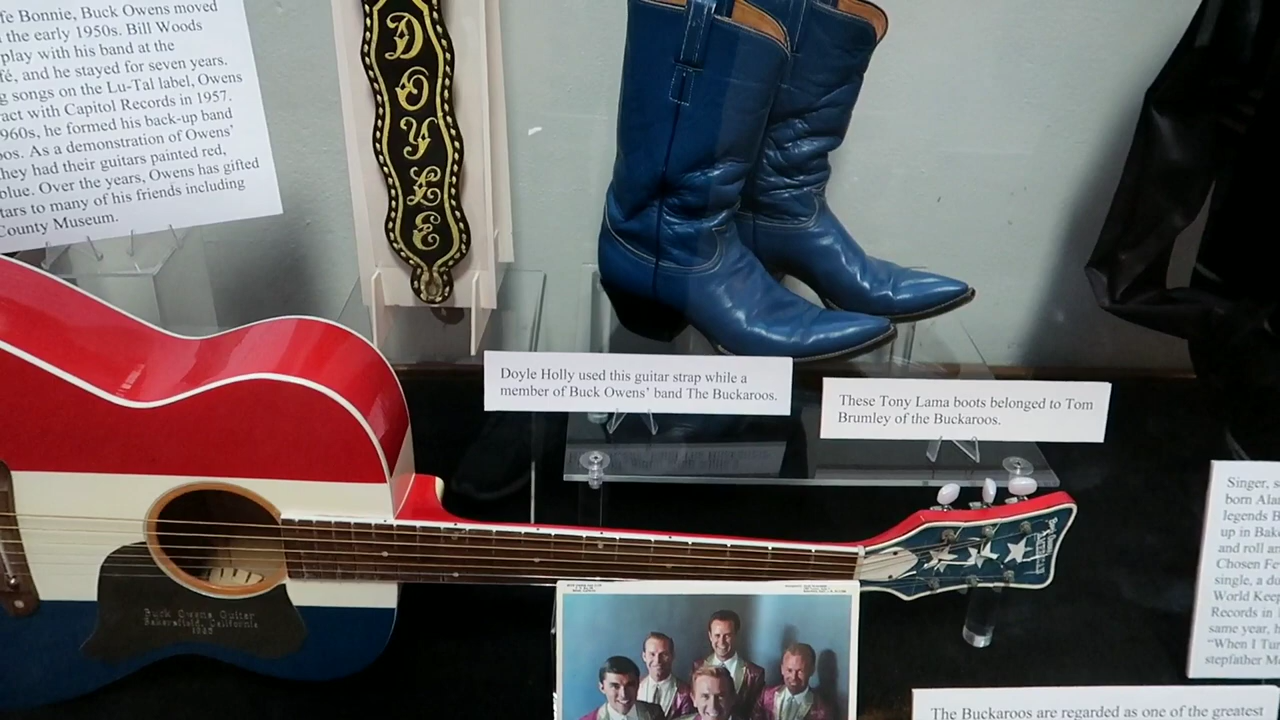 fe Bonnie, Buck Owens moved
the early 1950s. Bill Woods
play with his band at the
fé, and he stayed for seven years.
g songs on the Lu-Tal label, Owens
act with Capitol Records in 1957.
960s, he formed his back-up band
oos. As a demonstration of Owens'
hey had their guitars painted red,
blue. Over the years, Owens has gifted
tars to many of his friends including
County Museum.
DOYLE
Doyle Holly used this guitar strap while a
member of Buck Owens' band The Buckaroos.
These Tony Lama boots belonged to Tom
Brumley of the Buckaroos.
Buck Owens Guitar
Bakersfield, California
Singer, s
born Alan
legends B
up in Bake
and roll an
Chosen Fe
single, a du
World Keep
Records in
same year, h
"When I Tur
stepfather M
The Buckaroos are regarded as one of the greatest